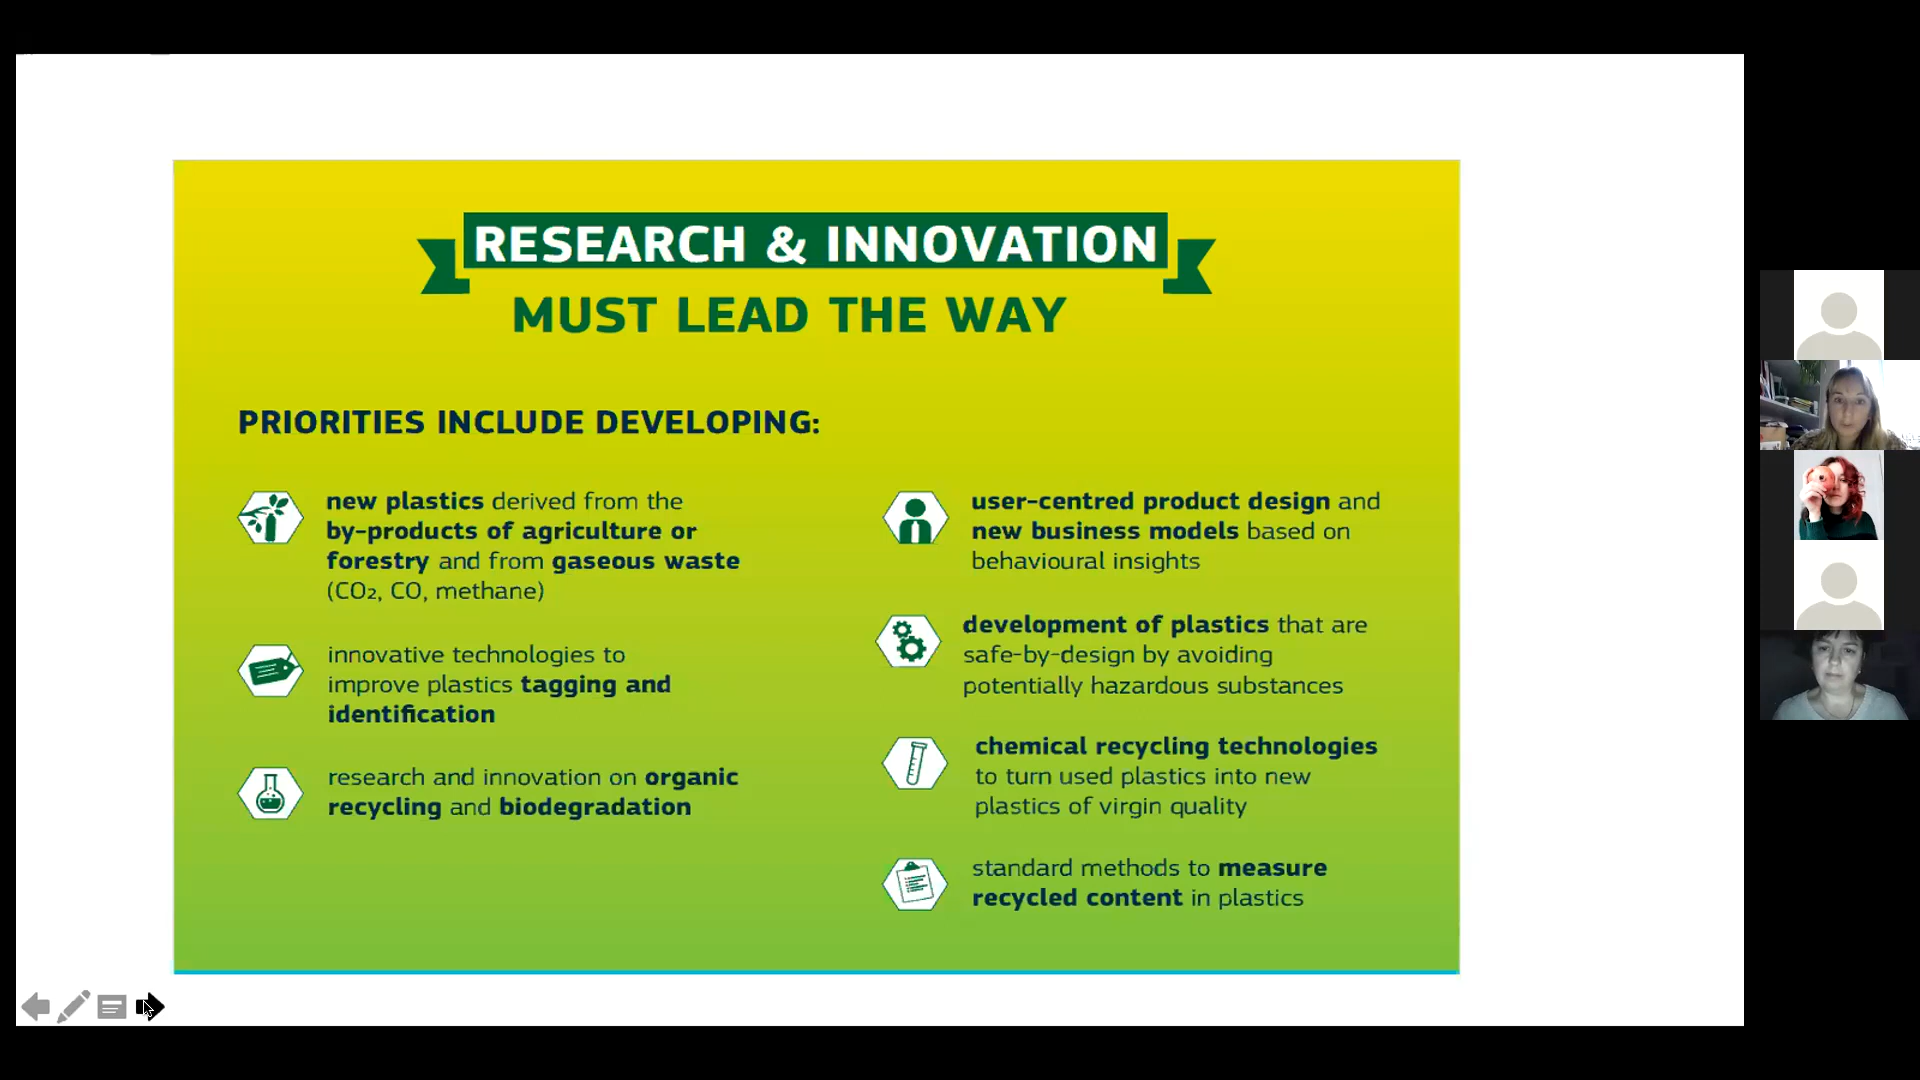 RESEARCH & INNOVATION
MUST LEAD THE WAY
PRIORITIES INCLUDE DEVELOPING:
new plastics derived from the
by-products of agriculture or
forestry and from gaseous waste
(CO₂, CO, methane)
innovative technologies to
improve plastics tagging and
identification
research and innovation on organic
recycling and biodegradation
user-centred product design and
new business models based on
behavioural insights
development of plastics that are
safe-by-design by avoiding
potentially hazardous substances
chemical recycling technologies
to turn used plastics into new
plastics of virgin quality
standard methods to measure
recycled content in plastics